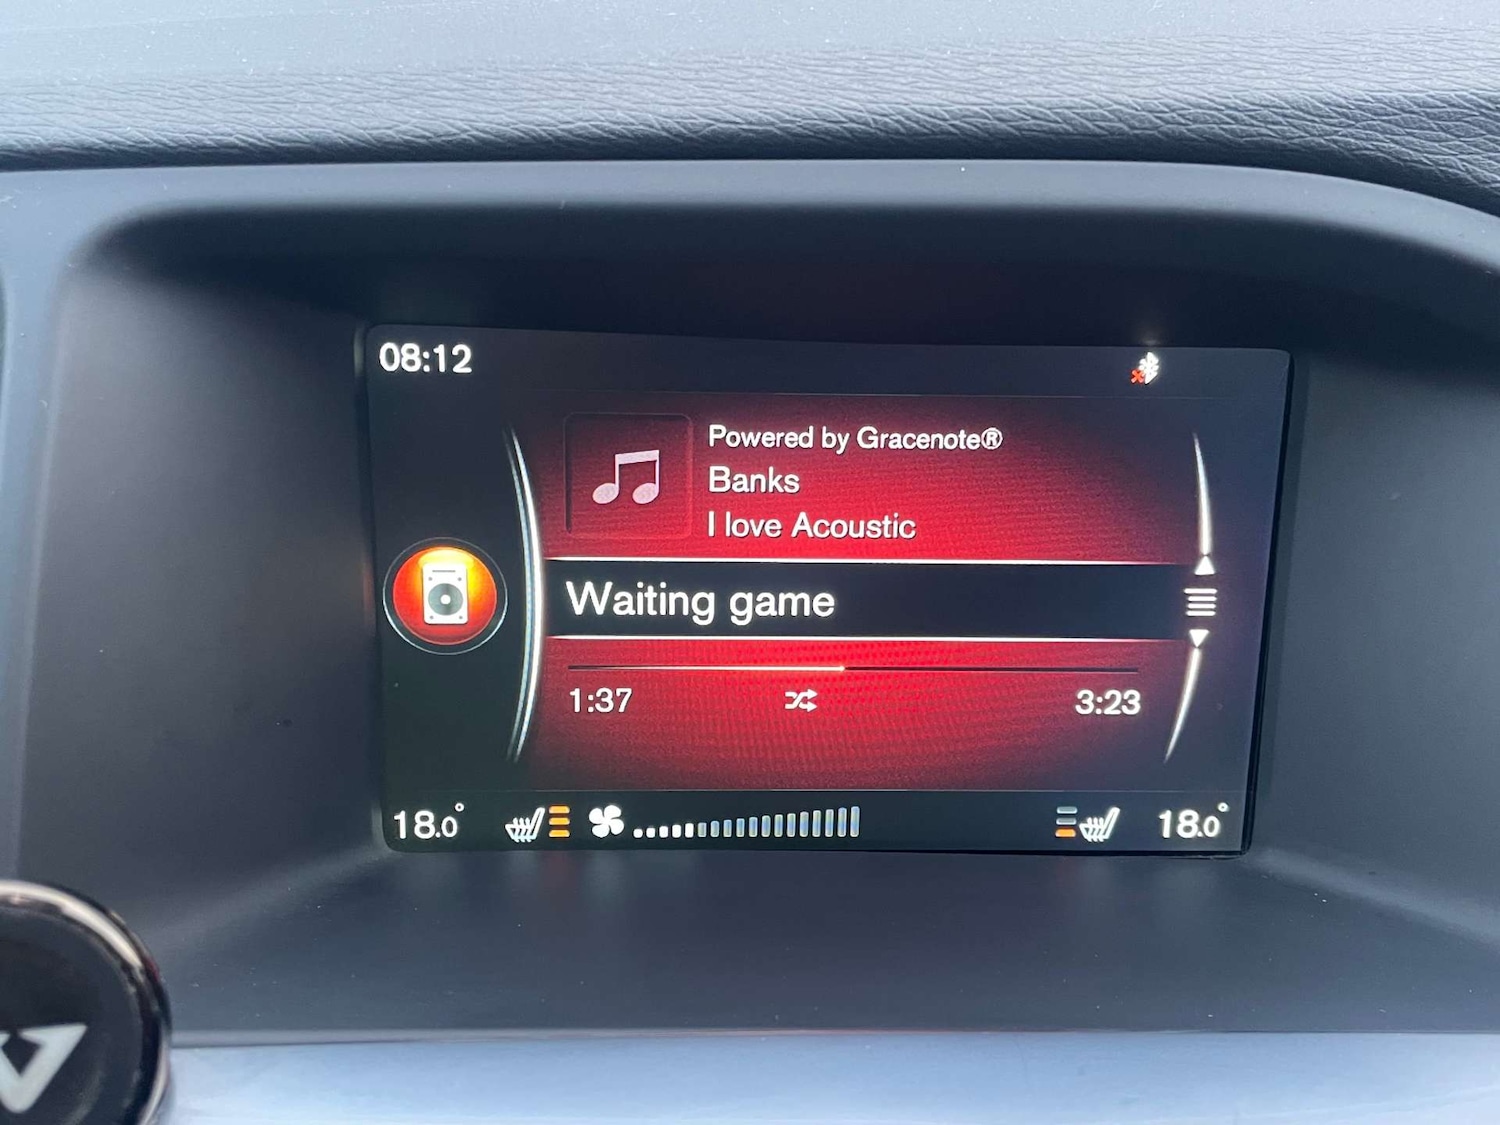 08:12
Powered by Gracenote®
Banks
I love Acoustic
Waiting game
1:37 3:23
18.0° 18.0°